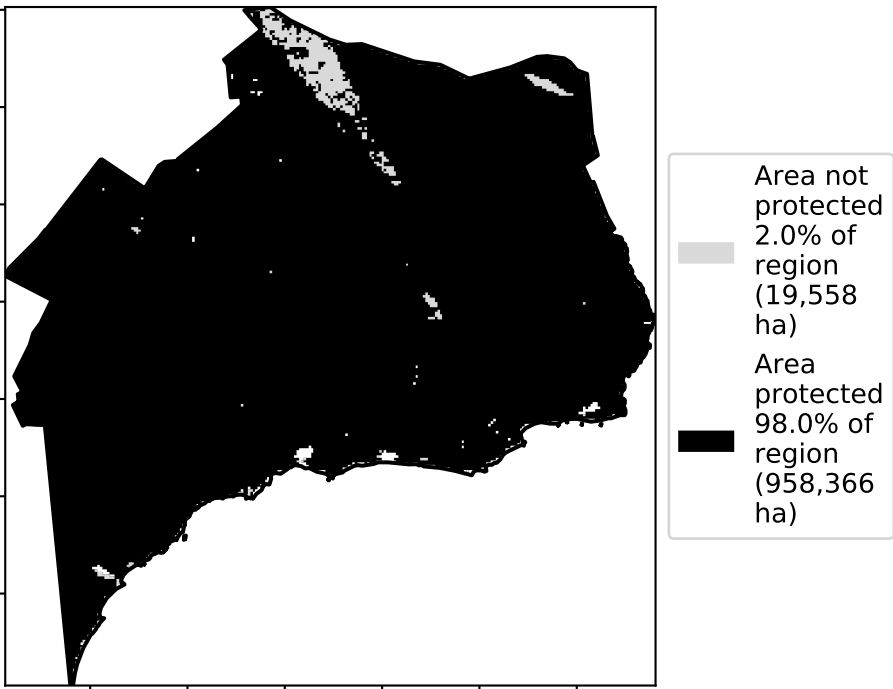 Area not
protected
2.0% of
region
(19,558
ha)
Area
protected
98.0% of
region
(958,366
ha)